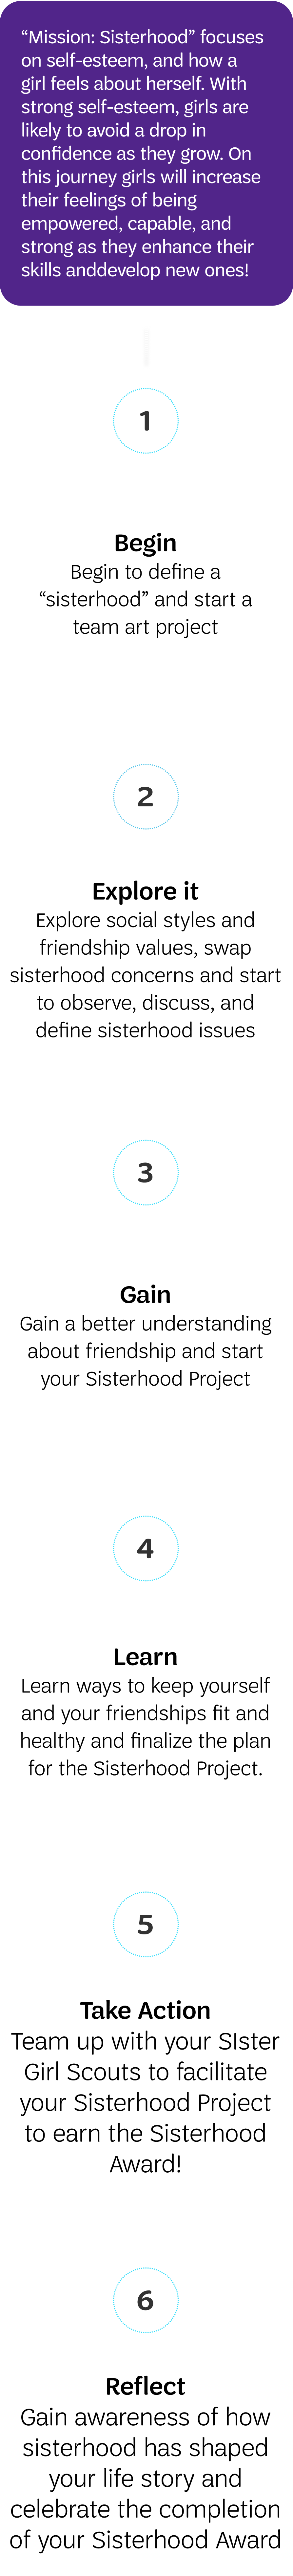 “Mission: Sisterhood” focuses
on self-esteem, and how a
girl feels about herself. With
strong self-esteem, girls are
likely to avoid a drop in
confidence as they grow. On
this journey girls will increase
their feelings of being
empowered, capable, and
strong as they enhance their
skills anddevelop new ones!
1
Begin
Begin to define a
“sisterhood” and start a
team art project
2
Explore it
Explore social styles and
friendship values, swap
sisterhood concerns and start
to observe, discuss, and
define sisterhood issues
3
Gain
Gain a better understanding
about friendship and start
your Sisterhood Project
4
Learn
Learn ways to keep yourself
and your friendships fit and
healthy and finalize the plan
for the Sisterhood Project.
5
Take Action
Team up with your SIster
Girl Scouts to facilitate
your Sisterhood Project
to earn the Sisterhood
Award!
6
Reflect
Gain awareness of how
sisterhood has shaped
your life story and
celebrate the completion
of your Sisterhood Award